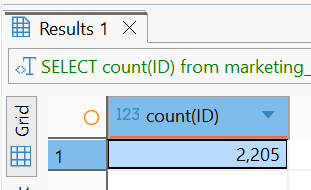 Results 1
SELECT count(ID) from marketing_
Grid
123 count(ID)
1
2,205